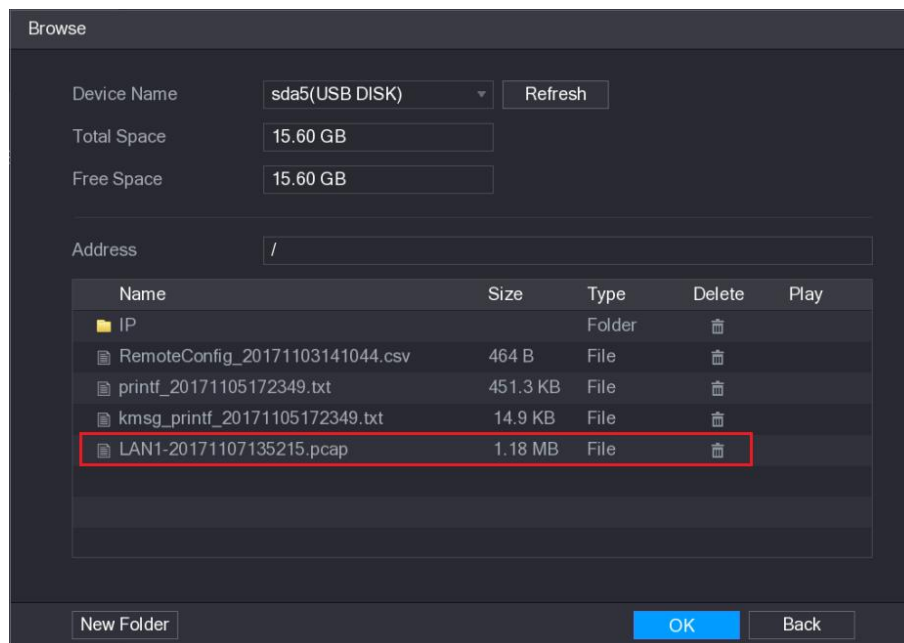 Browse
Device Name sda5(USB DISK) Refresh
Total Space 15.60 GB
Free Space 15.60 GB
Address /
Name Size Type Delete Play
IP Folder
RemoteConfig_20171103141044.csv 464 B File
printf_20171105172349.txt 451.3 KB File
kmsg_printf_20171105172349.txt 14.9 KB File
LAN1-20171107135215.pcap 1.18 MB File
New Folder OK Back